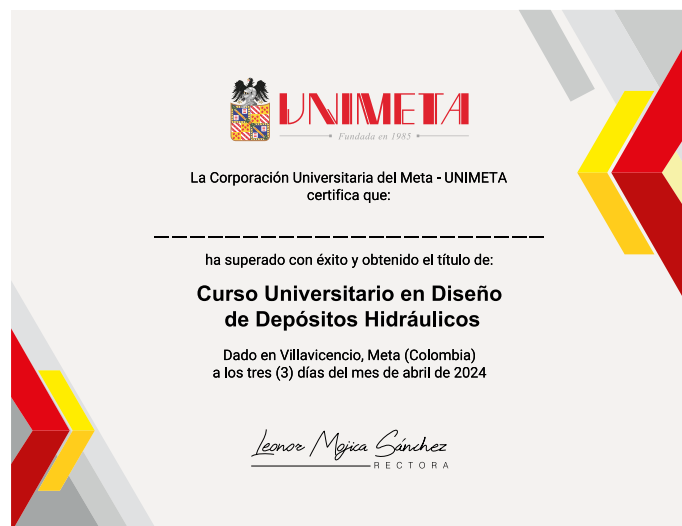 UNIMETA
Fundada en 1985
La Corporación Universitaria del Meta - UNIMETA
certifica que:
ha superado con éxito y obtenido el título de:
Curso Universitario en Diseño
de Depósitos Hidráulicos
Dado en Villavicencio, Meta (Colombia)
a los tres (3) días del mes de abril de 2024
Leonor Mojica Sánchez
RECTORA